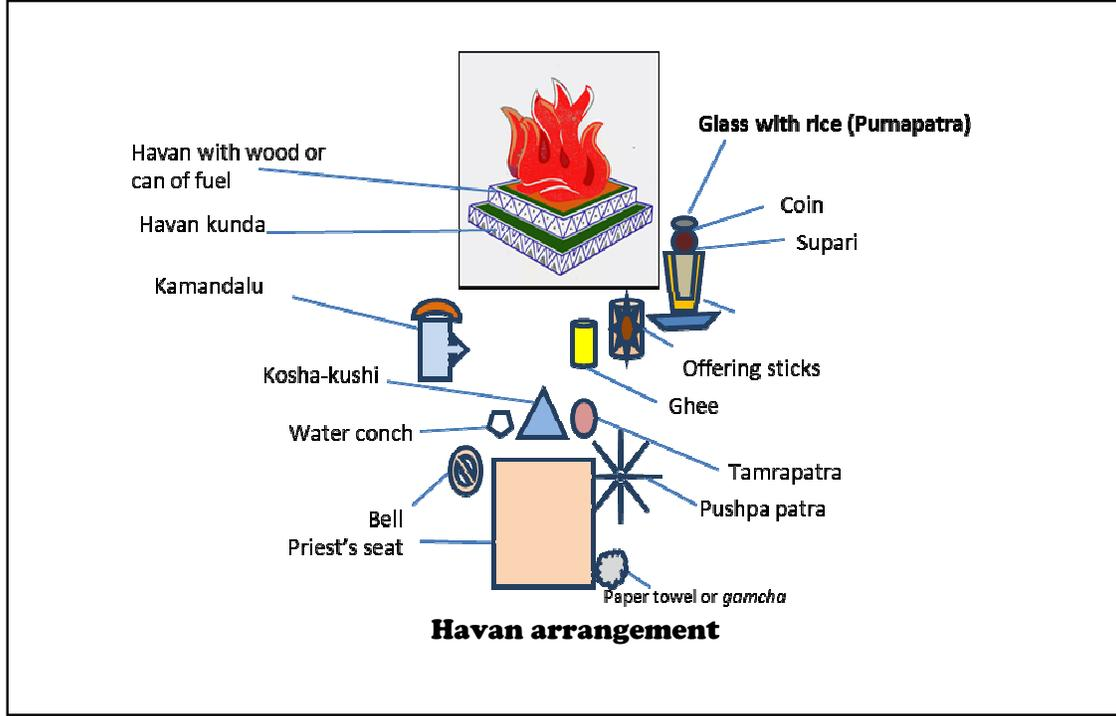 Glass with rice (Purnapatra)
Havan with wood or
can of fuel
Coin
Havan kunda
Supari
Kamandalu
Offering sticks
Kosha-kushi
Ghee
Water conch
Tamrapatra
Pushpa patra
Bell
Priest's seat
Paper towel or gamcha
Havan arrangement